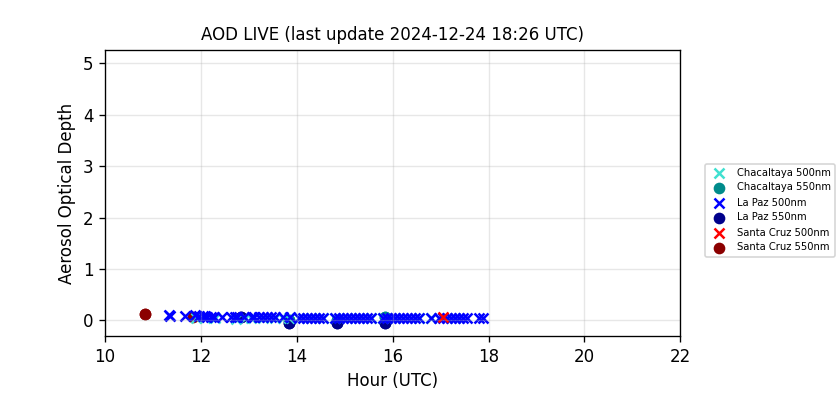 AOD LIVE (last update 2024-12-24 18:26 UTC)
5
4
3
2
1
0
Aerosol Optical Depth
10 12 14 16 18 20 22
Hour (UTC)
Chacaltaya 500nm
Chacaltaya 550nm
La Paz 500nm
La Paz 550nm
Santa Cruz 500nm
Santa Cruz 550nm